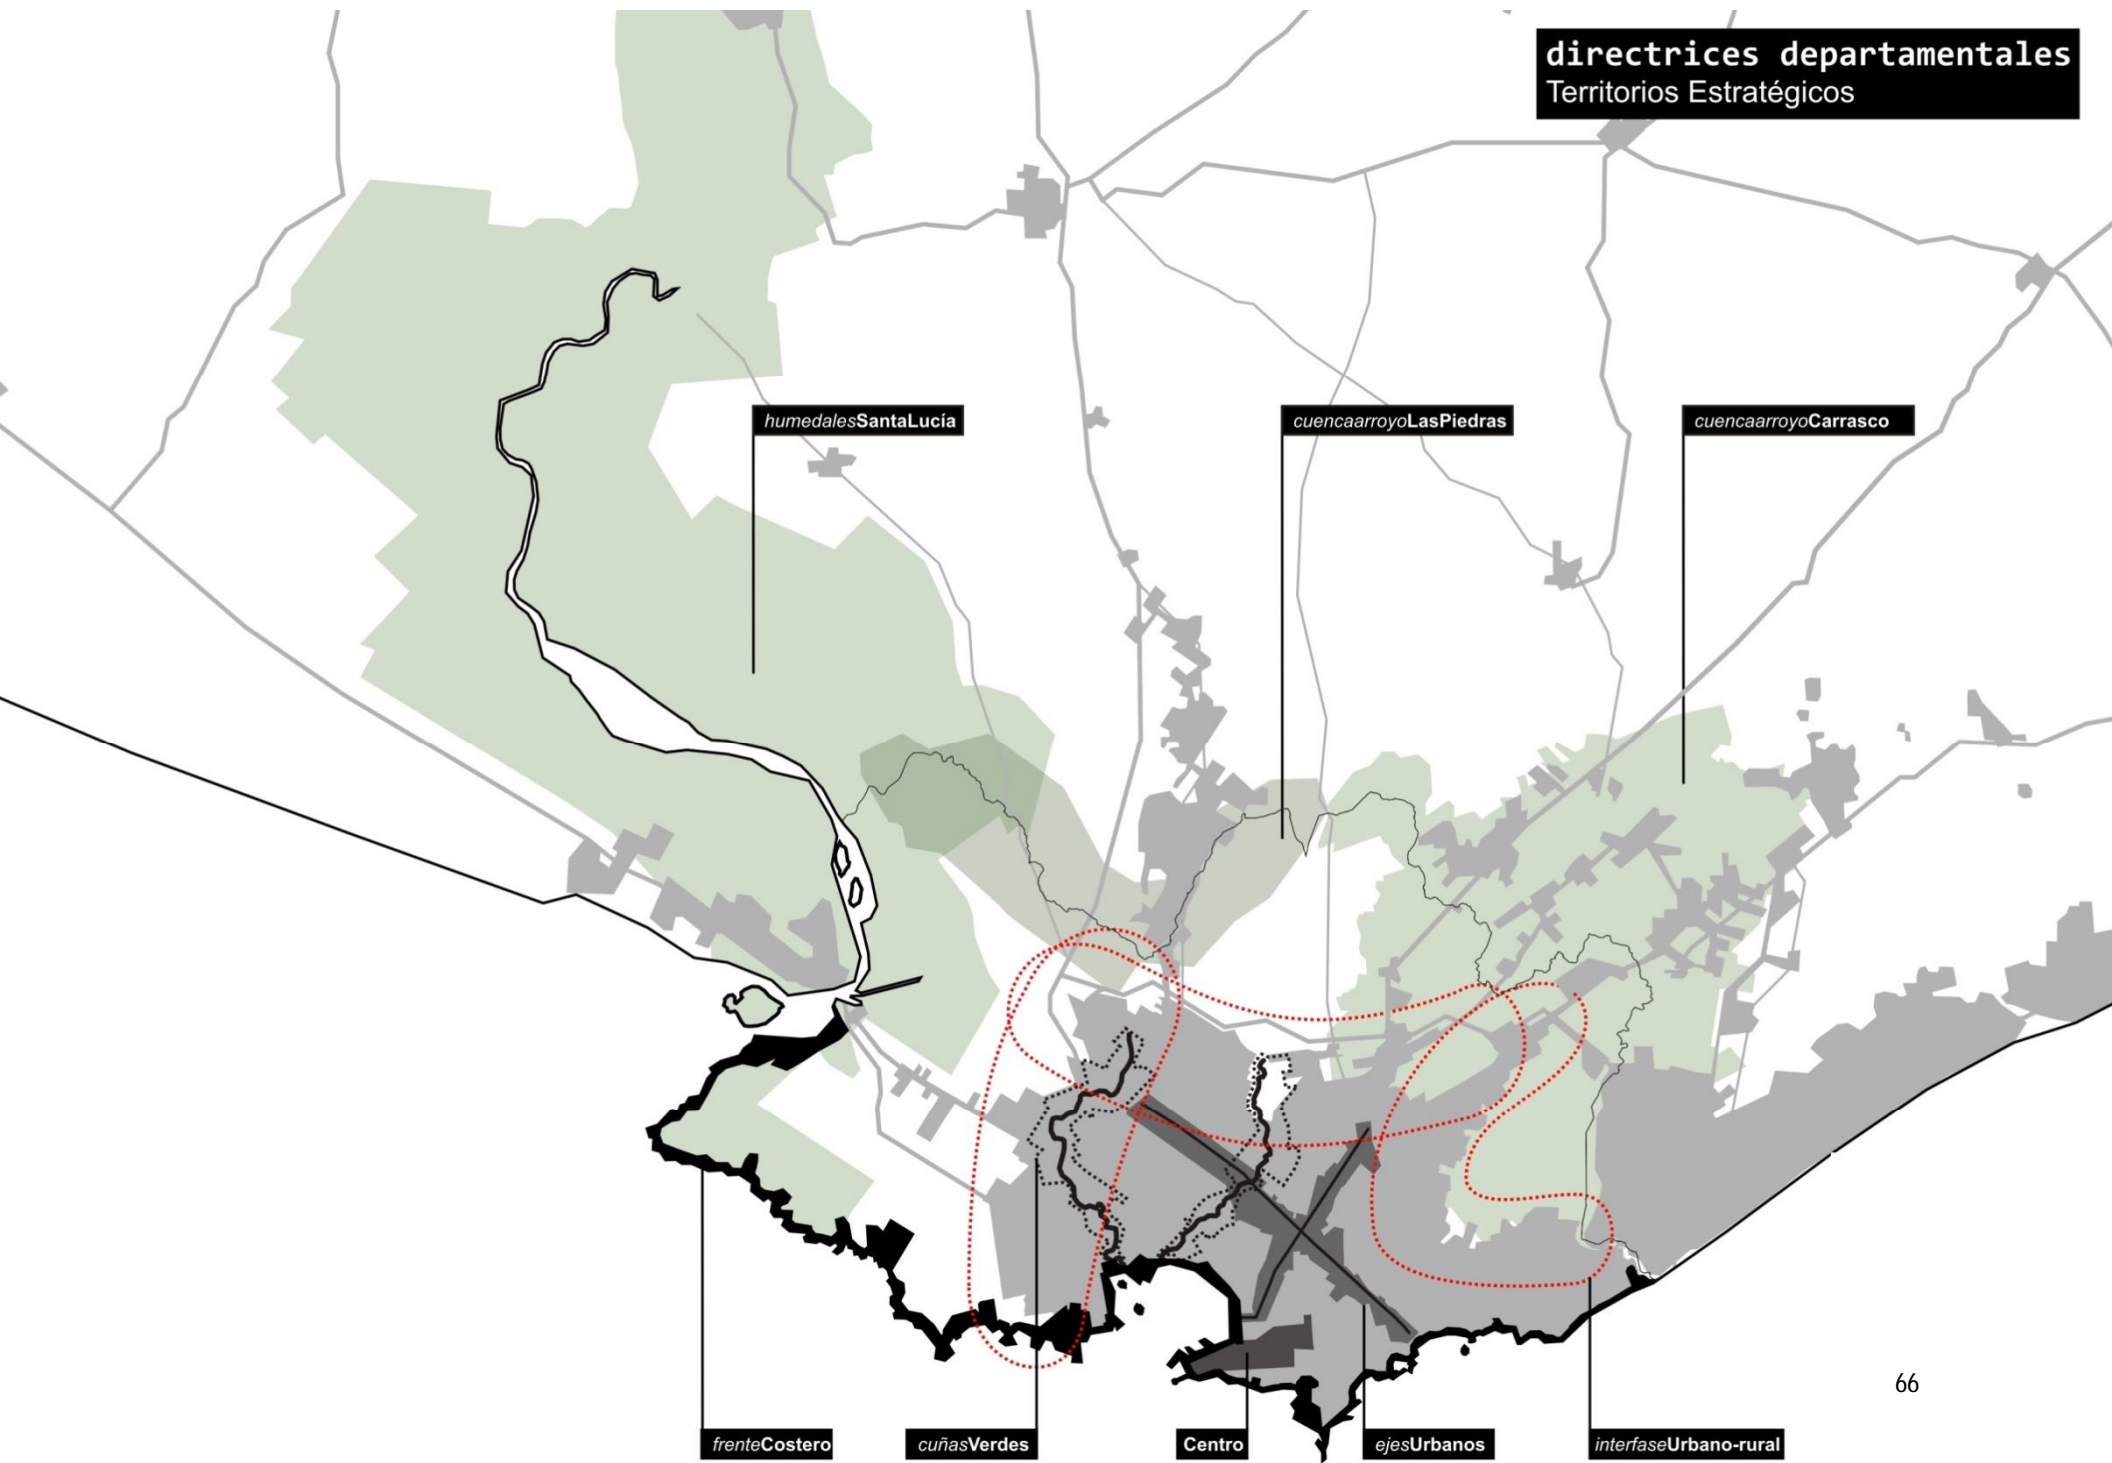 directrices departamentales
Territorios Estratégicos
humedalesSantaLucía
cuencaarroyoLasPiedras
cuencaarroyoCarrasco
66
frenteCostero
cuñasVerdes
Centro
ejesUrbanos
interfaseUrbano-rural